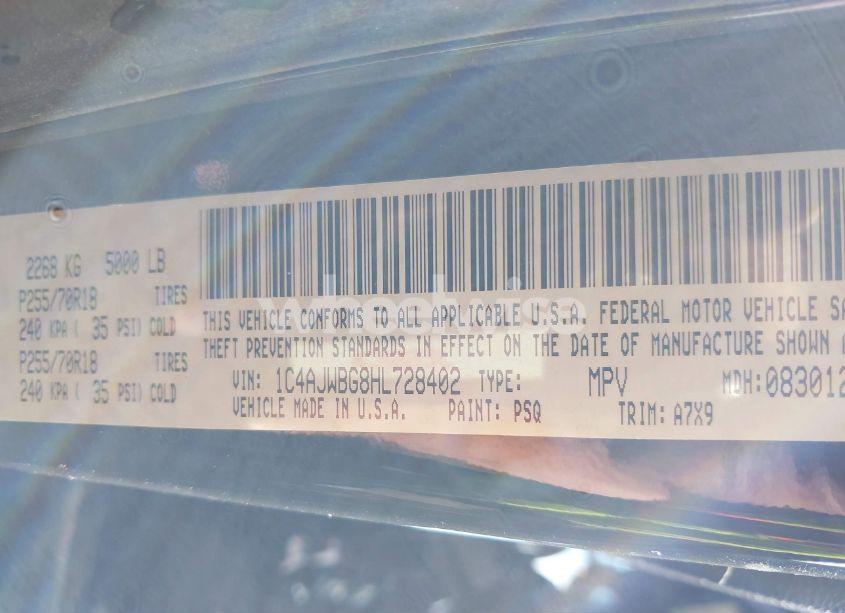 2268 KG 5000 LB
P255/70R18 TIRES
240 KPA ( 35 PSI) COLD
P255/70R18 TIRES
240 KPA ( 35 PSI) COLD
THIS VEHICLE CONFORMS TO ALL APPLICABLE U.S.A. FEDERAL MOTOR VEHICLE SA
THEFT PREVENTION STANDARDS IN EFFECT ON THE DATE OF MANUFACTURE SHOWN A
VIN: 1C4AJWBG8HL728402 TYPE: MPV MDH:083012
VEHICLE MADE IN U.S.A. PAINT: PSQ TRIM: A7X9